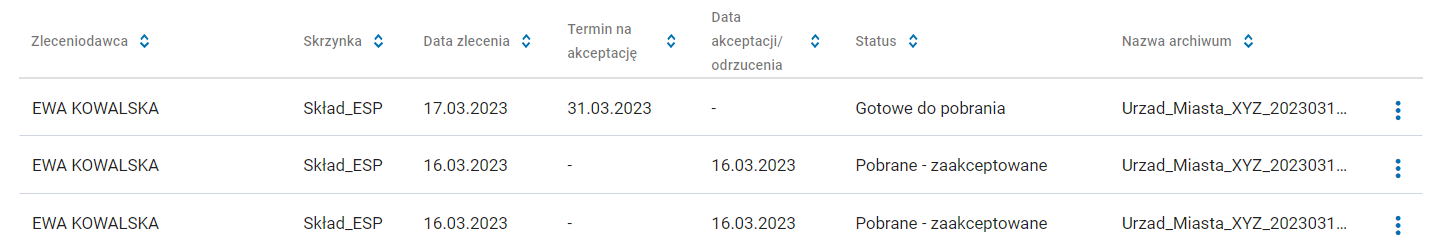 Zleceniodawca Skrzynka Data zlecenia Termin na akceptację Data akceptacji/ odrzucenia Status Nazwa archiwum
EWA KOWALSKA Skład_ESP 17.03.2023 31.03.2023 - Gotowe do pobrania Urzad_Miasta_XYZ_2023031...
EWA KOWALSKA Skład_ESP 16.03.2023 - 16.03.2023 Pobrane - zaakceptowane Urzad_Miasta_XYZ_2023031...
EWA KOWALSKA Skład_ESP 16.03.2023 - 16.03.2023 Pobrane - zaakceptowane Urzad_Miasta_XYZ_2023031...